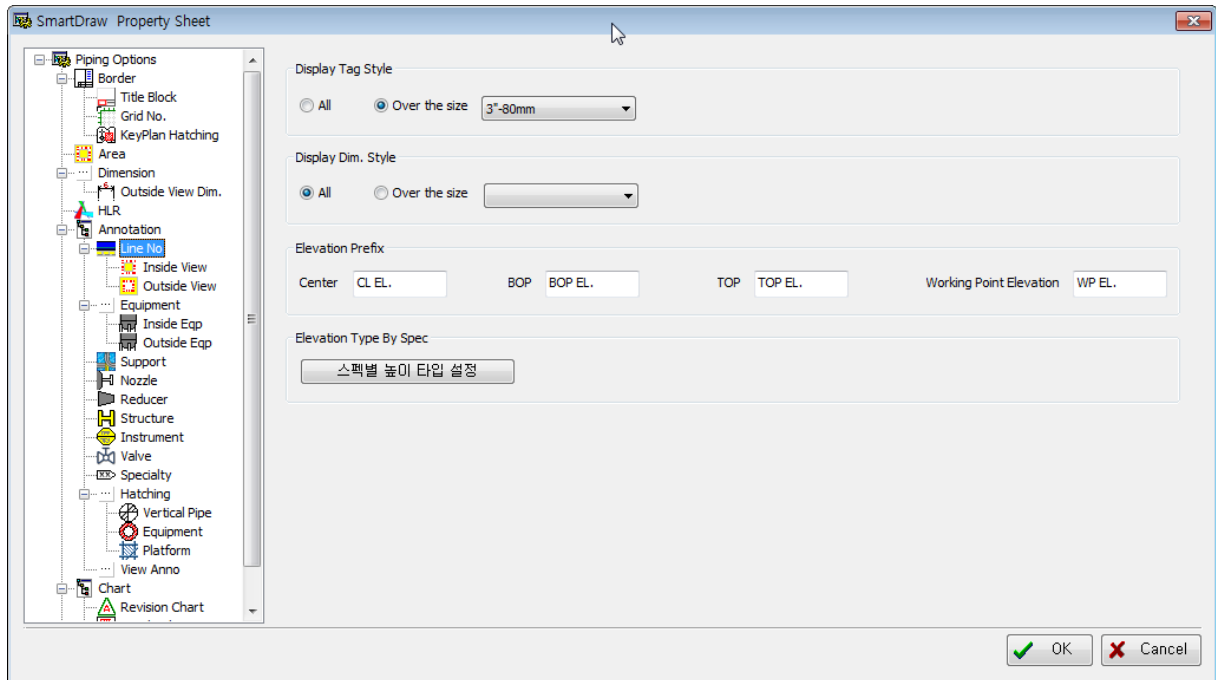 SmartDraw Property Sheet
Piping Options
Border
Title Block
Grid No.
KeyPlan Hatching
Area
Dimension
Outside View Dim.
HLR
Annotation
Line No
Inside View
Outside View
Equipment
Inside Eqp
Outside Eqp
Support
Nozzle
Reducer
Structure
Instrument
Valve
Specialty
Hatching
Vertical Pipe
Equipment
Platform
View Anno
Chart
Revision Chart
Display Tag Style
All Over the size 3"-80mm
Display Dim. Style
All Over the size
Elevation Prefix
Center CL EL. BOP BOP EL. TOP TOP EL. Working Point Elevation WP EL.
Elevation Type By Spec
스펙별 높이 타입 설정
OK Cancel